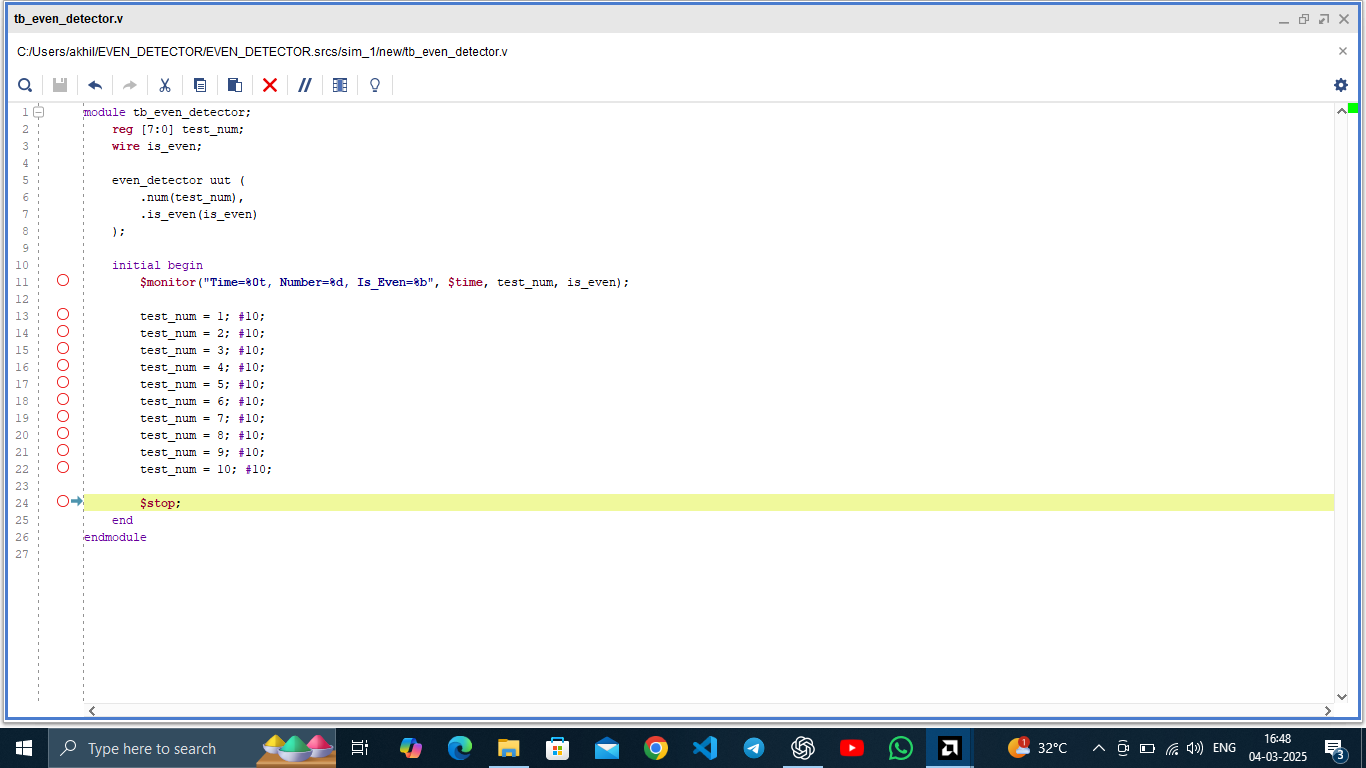 tb_even_detector.v
C:/Users/akhil/EVEN_DETECTOR/EVEN_DETECTOR.srcs/sim_1/new/tb_even_detector.v
1 module tb_even_detector;
2     reg [7:0] test_num;
3     wire is_even;
4
5     even_detector uut (
6         .num(test_num),
7         .is_even(is_even)
8     );
9
10     initial begin
11         $monitor("Time=%0t, Number=%d, Is_Even=%b", $time, test_num, is_even);
12
13         test_num = 1; #10;
14         test_num = 2; #10;
15         test_num = 3; #10;
16         test_num = 4; #10;
17         test_num = 5; #10;
18         test_num = 6; #10;
19         test_num = 7; #10;
20         test_num = 8; #10;
21         test_num = 9; #10;
22         test_num = 10; #10;
23
24         $stop;
25     end
26 endmodule
27
Type here to search
1
32°C
ENG
16:48
04-03-2025
3